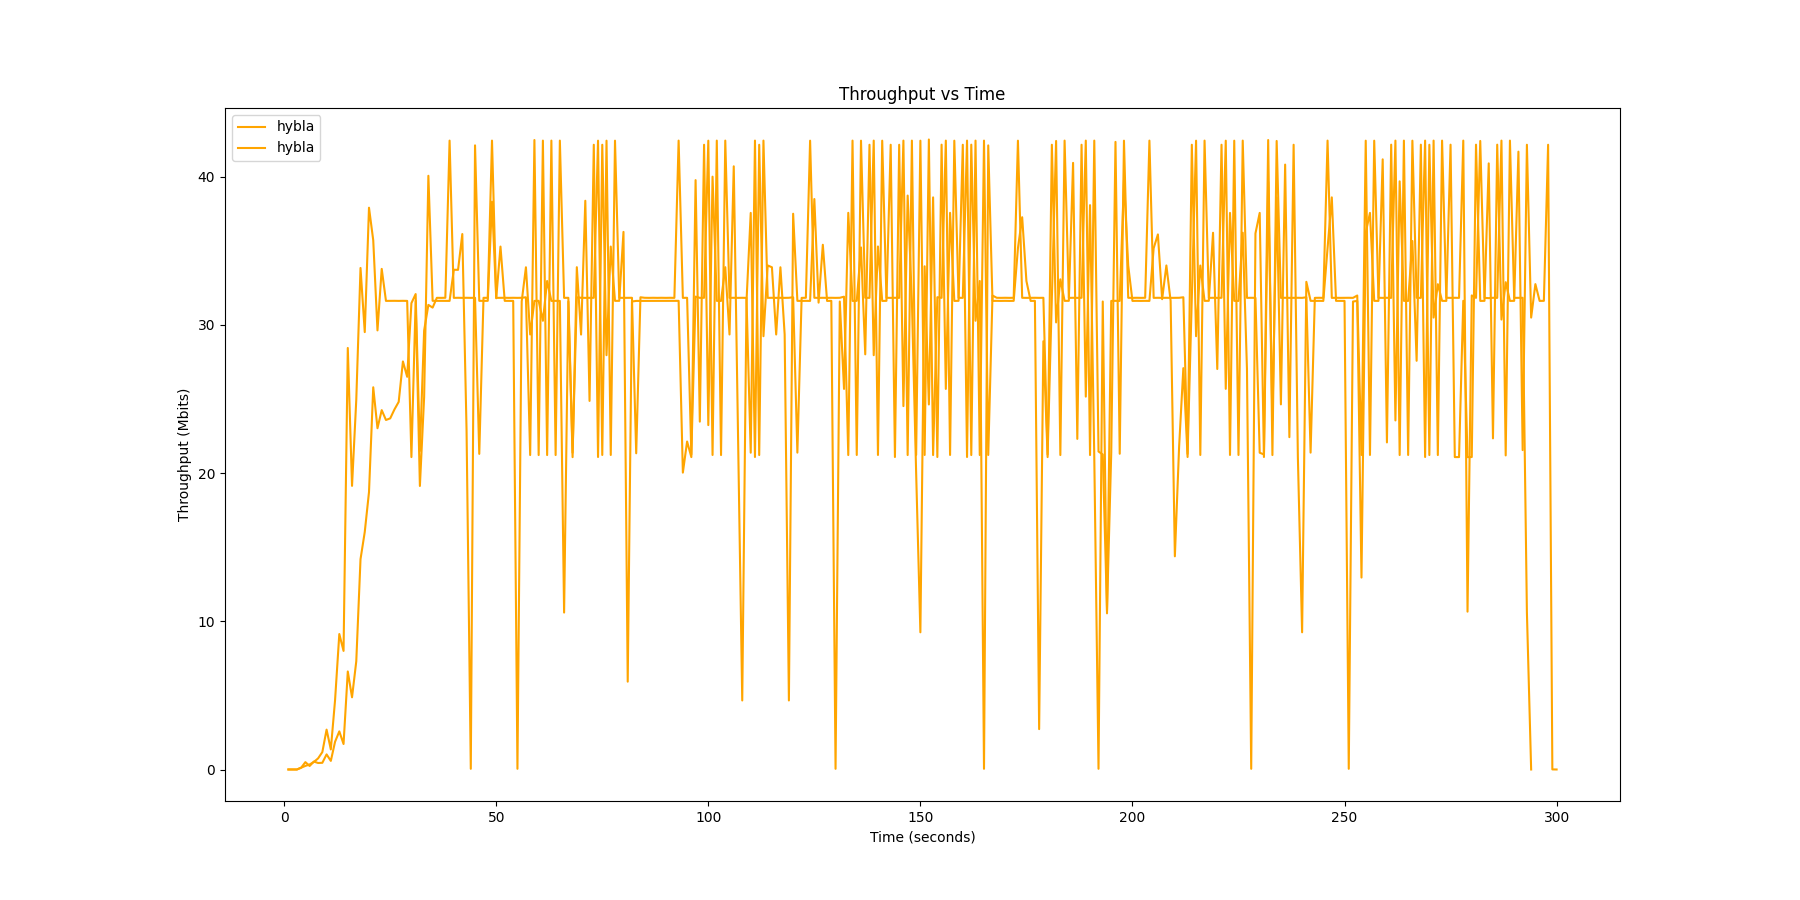 Throughput vs Time
hybla
hybla
Throughput (Mbits)
40
30
20
10
0
0 50 100 150 200 250 300
Time (seconds)